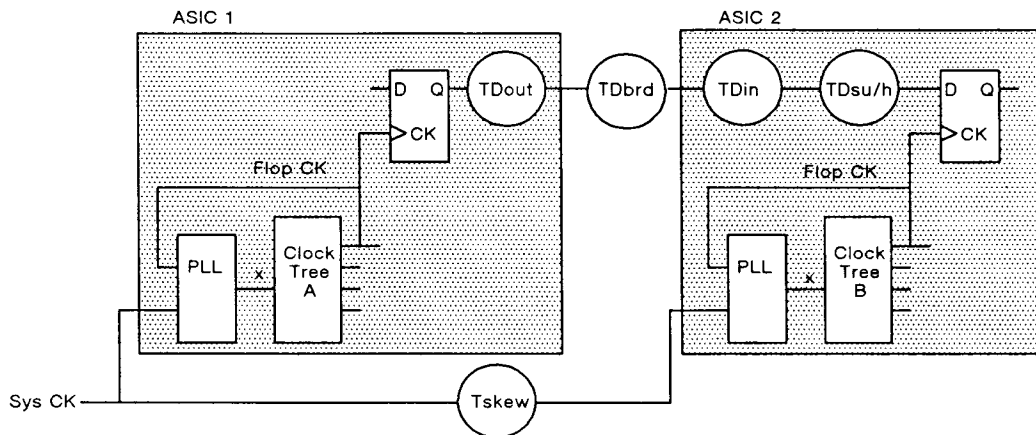 ASIC 1
ASIC 2
D Q
TDout
TDbrd
TDin
TDsu/h
D Q
CK
CK
Flop CK
Flop CK
PLL
x
Clock
Tree
A
PLL
x
Clock
Tree
B
Sys CK
Tskew